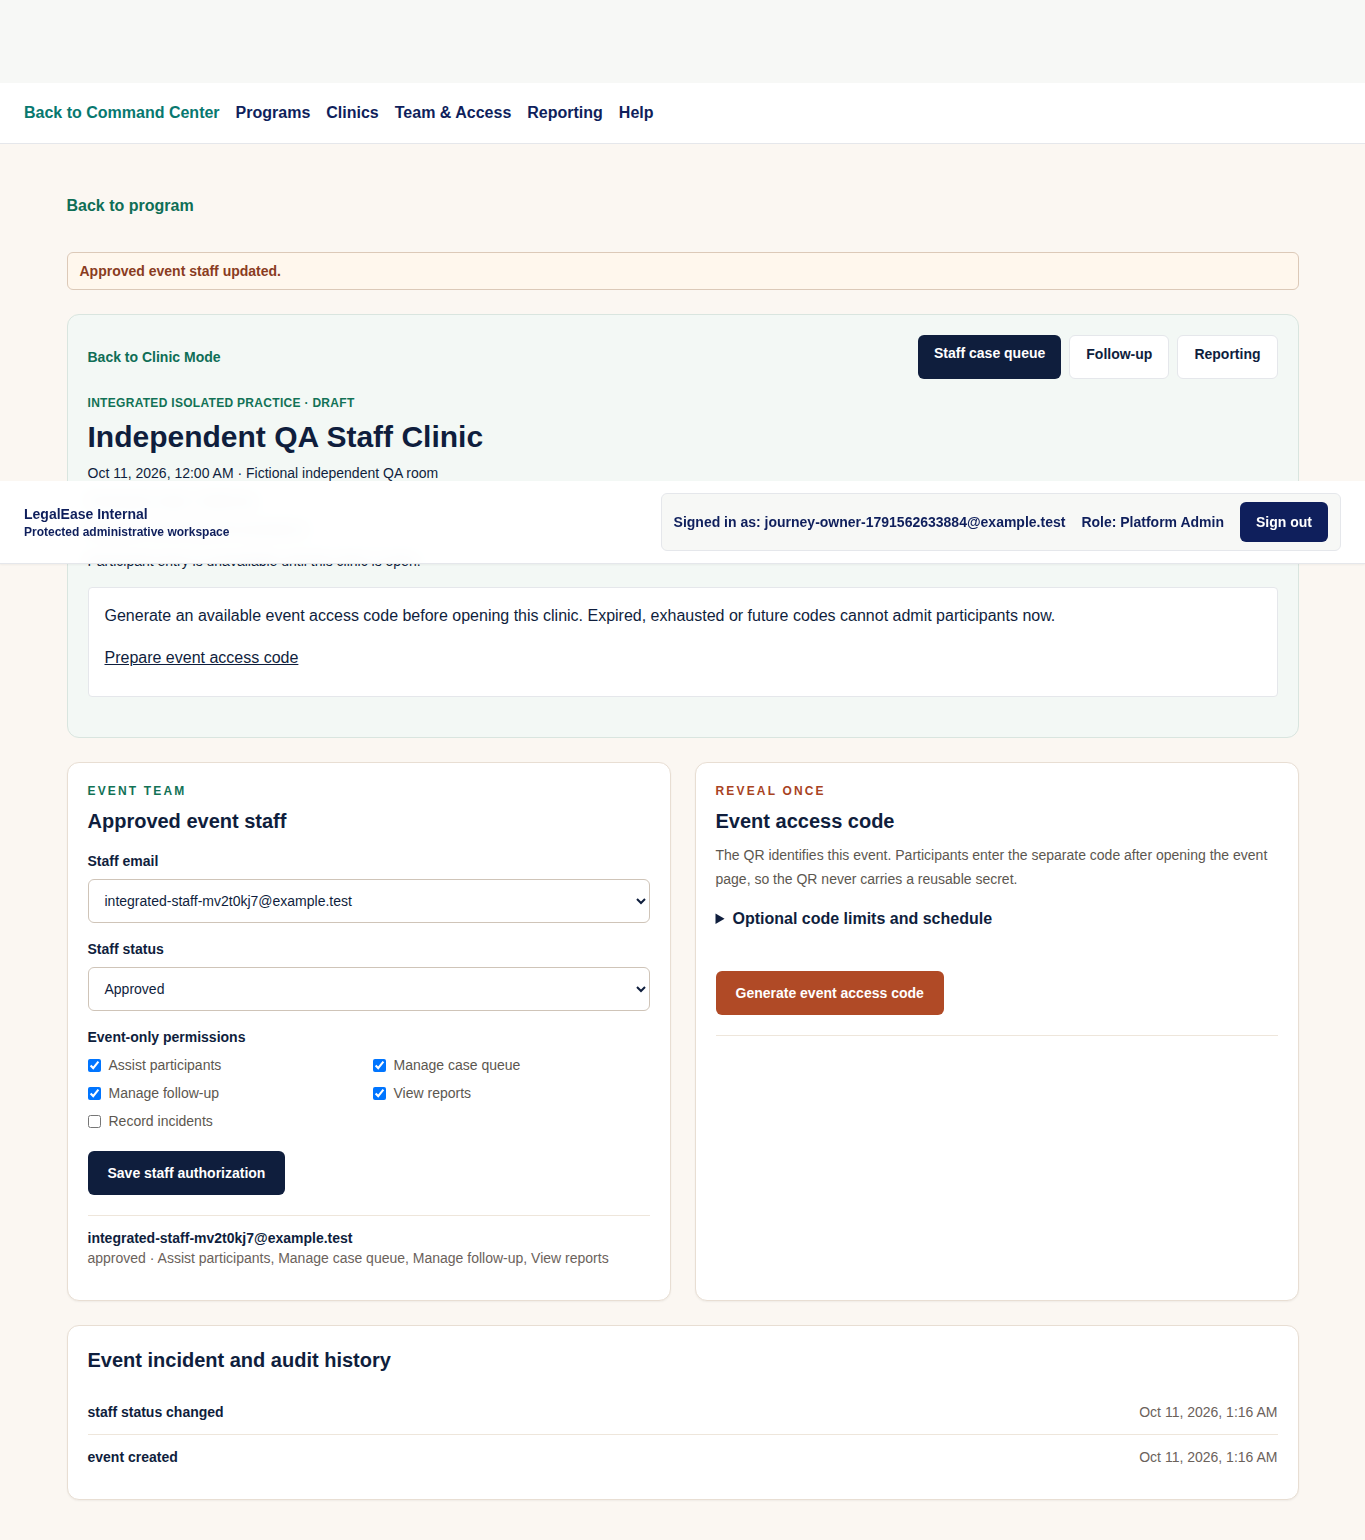 Back to Command Center Programs Clinics Team & Access Reporting Help
Back to program
Approved event staff updated.
Back to Clinic Mode
Staff case queue Follow-up Reporting
INTEGRATED ISOLATED PRACTICE · DRAFT
Independent QA Staff Clinic
Oct 11, 2026, 12:00 AM · Fictional independent QA room
LegalEase Internal
Protected administrative workspace
Signed in as: journey-owner-1791562633884@example.test Role: Platform Admin Sign out
Participant entry is unavailable until this clinic is open.
Generate an available event access code before opening this clinic. Expired, exhausted or future codes cannot admit participants now.
Prepare event access code
EVENT TEAM
Approved event staff
Staff email
integrated-staff-mv2t0kj7@example.test
Staff status
Approved
Event-only permissions
Assist participants Manage case queue
Manage follow-up View reports
Record incidents
Save staff authorization
integrated-staff-mv2t0kj7@example.test
approved · Assist participants, Manage case queue, Manage follow-up, View reports
REVEAL ONCE
Event access code
The QR identifies this event. Participants enter the separate code after opening the event
page, so the QR never carries a reusable secret.
Optional code limits and schedule
Generate event access code
Event incident and audit history
staff status changed Oct 11, 2026, 1:16 AM
event created Oct 11, 2026, 1:16 AM